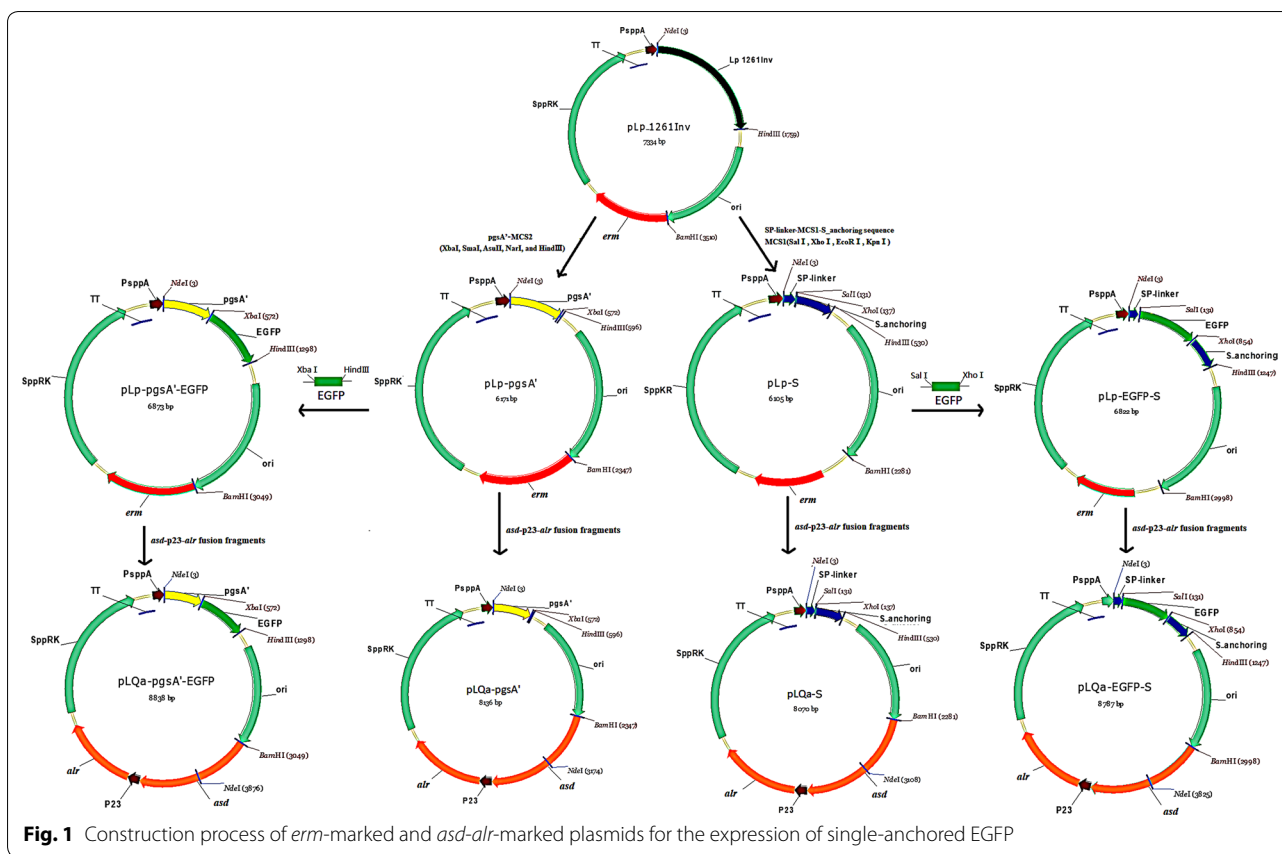 PsppA
NdeI (3)
TT
Lp 1261Inv
SppRK
pLp_1261Inv
7334 bp
HindIII (1759)
ori
BamHI (3510)
erm
pgsA'-MCS2
(XbaI, SmaI, AsuII, NarI, and HindIII)
SP-linker-MCS1-S_anchoring sequence
MCS1(Sal I , Xho I , EcoR I , Kpn I )
PsppA
NdeI (3)
pgsA'
TT
XbaI (572)
EGFP
HindIII (1298)
SppRK
pLp-pgsA'-EGFP
6873 bp
ori
BamHI (3049)
erm
Xba I
HindIII
EGFP
PsppA
NdeI (3)
pgsA'
TT
XbaI (572)
HindIII (596)
SppRK
pLp-pgsA'
6171 bp
ori
BamHI (2347)
erm
NdeI (3)
PsppA
SP-linker
TT
SalI (131)
XhoI (137)
S.anchoring
HindIII (530)
SppKR
pLp-S
6105 bp
ori
BamHI (2281)
erm
Sal I
Xho I
EGFP
NdeI (3)
PsppA
SP-linker
TT
SalI (131)
EGFP
XhoI (854)
S.anchoring
HindIII (1247)
SppRK
pLp-EGFP-S
6822 bp
ori
BamHI (2998)
erm
asd-p23-alr fusion fragments
asd-p23-alr fusion fragments
asd-p23-alr fusion fragments
asd-p23-alr fusion fragments
PsppA
NdeI (3)
pgsA'
TT
XbaI (572)
EGFP
HindIII (1298)
SppRK
pLQa-pgsA'-EGFP
8838 bp
ori
BamHI (3049)
alr
P23
NdeI (3876)
asd
PsppA
NdeI (3)
pgsA'
TT
XbaI (572)
HindIII (596)
SppRK
pLQa-pgsA'
8136 bp
ori
BamHI (2347)
alr
P23
NdeI (3174)
asd
NdeI (3)
PsppA
SP-linker
TT
SalI (131)
XhoI (137)
S_anchoring
HindIII (530)
SppRK
pLQa-S
8070 bp
ori
BamHI (2281)
alr
P23
NdeI (3108)
asd
NdeI (3)
PsppA
SP-linker
TT
SalI (131)
EGFP
XhoI (854)
S_anchoring
HindIII (1247)
SppRK
pLQa-EGFP-S
8787 bp
ori
BamHI (2998)
alr
P23
NdeI (3825)
asd
Fig. 1 Construction process of erm-marked and asd-alr-marked plasmids for the expression of single-anchored EGFP